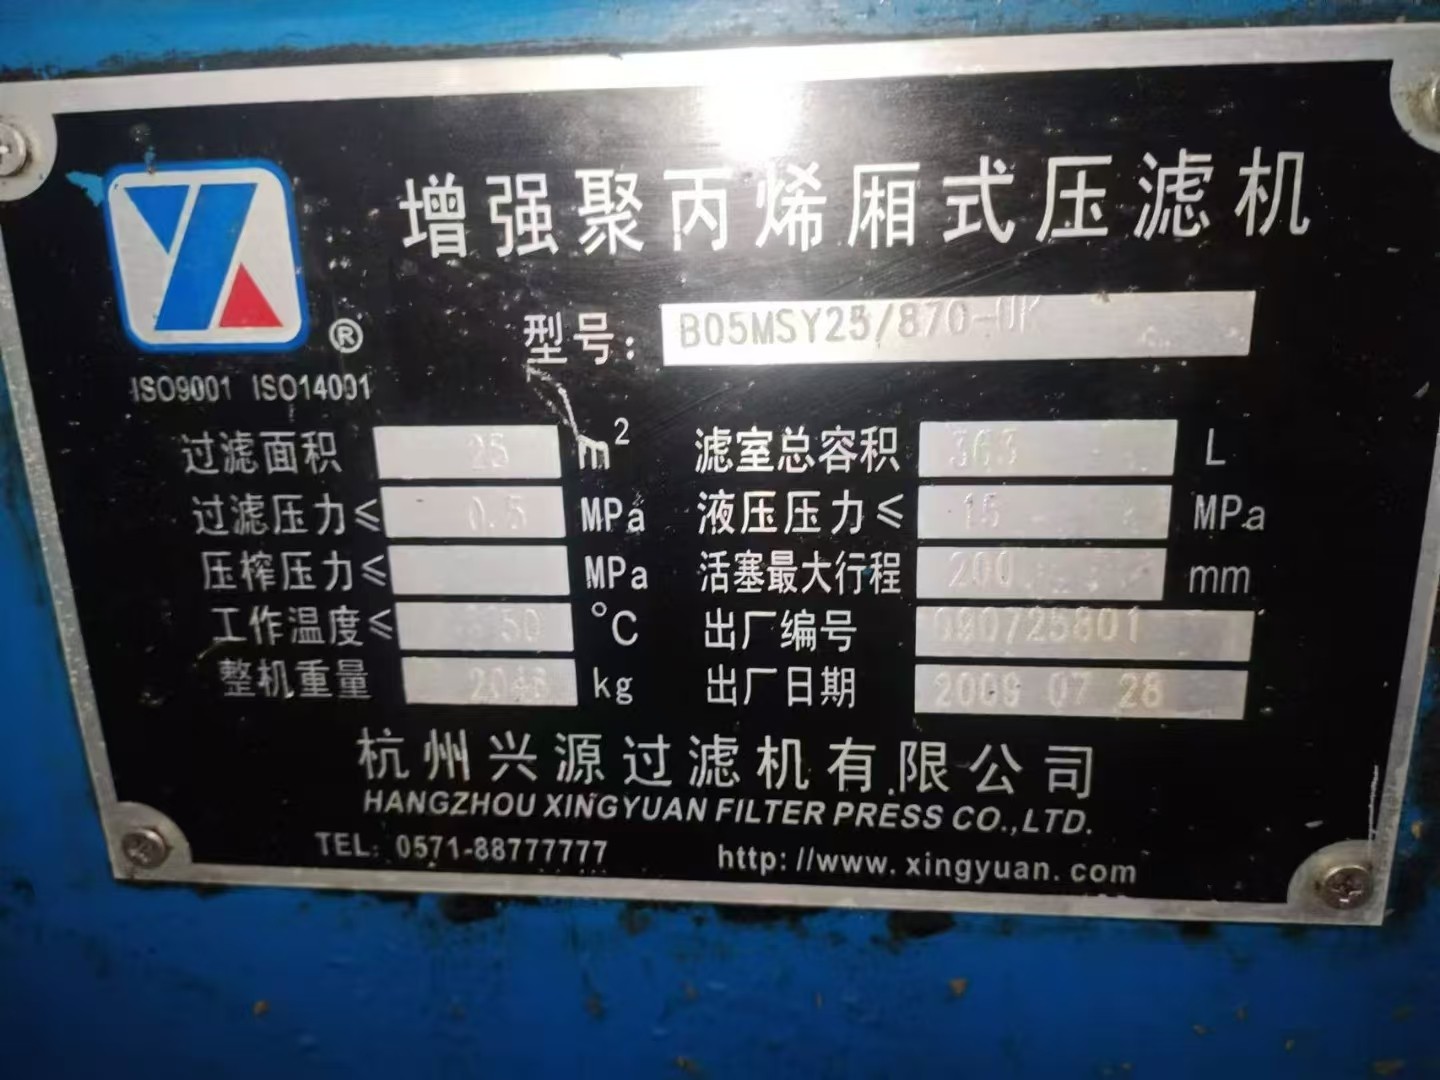 增强聚丙烯厢式压滤机
®
型号: B05MSY25/870-UK
ISO9001 ISO14001
过滤面积 25 m² 滤室总容积 363 L
过滤压力≤ 0.5 MPa 液压压力≤ 15 MPa
压榨压力≤ MPa 活塞最大行程 200 mm
工作温度≤ 50 °C 出厂编号 090725801
整机重量 kg 出厂日期 2009 07 28
杭州兴源过滤机有限公司
HANGZHOU XINGYUAN FILTER PRESS CO.,LTD.
TEL: 0571-88777777 http://www.xingyuan.com